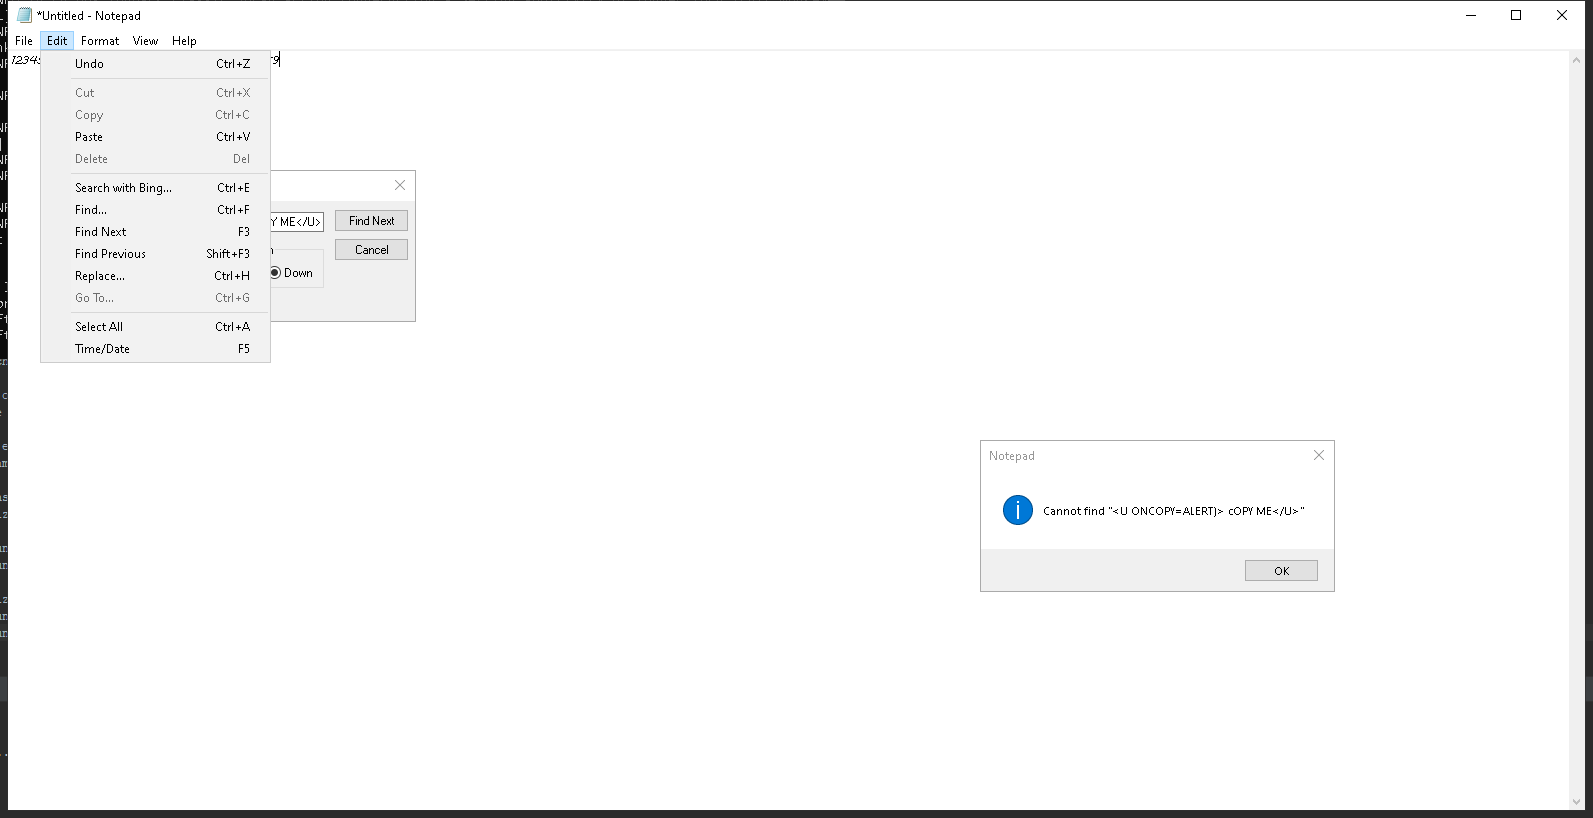 *Untitled - Notepad
File Edit Format View Help
Undo Ctrl+Z
Cut Ctrl+X
Copy Ctrl+C
Paste Ctrl+V
Delete Del
Search with Bing... Ctrl+E
Find... Ctrl+F
Find Next F3
Find Previous Shift+F3
Replace... Ctrl+H
Go To... Ctrl+G
Select All Ctrl+A
Time/Date F5
ME</U> Find Next
Cancel
Down
Notepad
Cannot find "<U ONCOPY=ALERT)> cOPY ME</U>"
OK